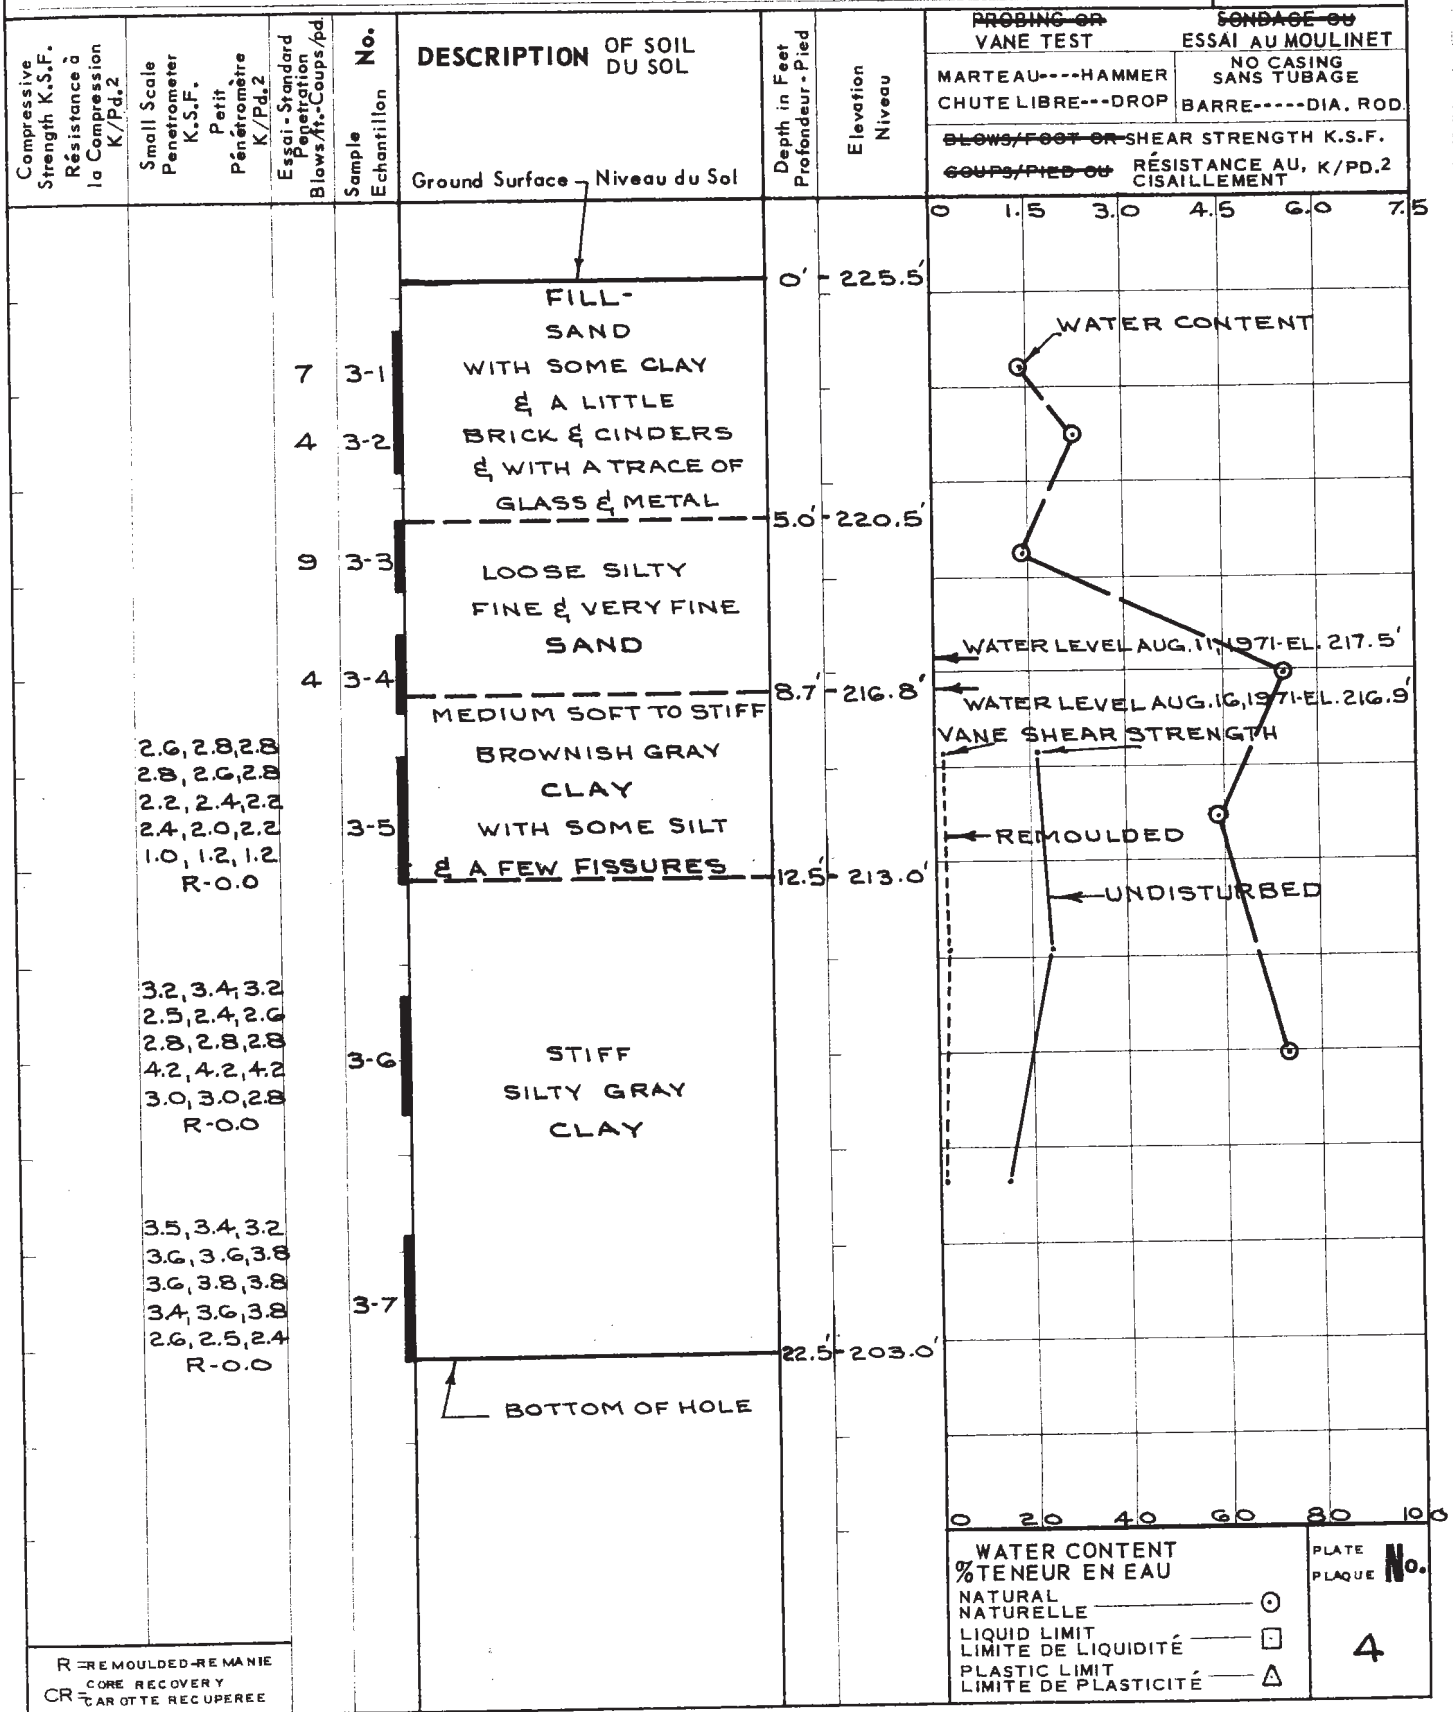 Compressive
Strength K.S.F.
Résistance à
la Compression
K/Pd.2
Small Scale
Penetrometer
K.S.F.
Petit
Pénétromètre
K/Pd.2
Essai - Standard
Penetration
Blows/ft.-Coups/pd.
Sample No.
Echantillon
DESCRIPTION OF SOIL
DU SOL
Ground Surface Niveau du Sol
Depth in Feet
Profondeur - Pied
Elevation
Niveau
PROBING OR
VANE TEST
SONDAGE OU
ESSAI AU MOULINET
MARTEAU----HAMMER
CHUTE LIBRE---DROP
NO CASING
SANS TUBAGE
BARRE-----DIA. ROD.
BLOWS/FOOT OR SHEAR STRENGTH K.S.F.
COUPS/PIED OU RÉSISTANCE AU, K/PD.2
CISAILLEMENT
0 1.5 3.0 4.5 6.0 7.5
0' 225.5'
FILL-
SAND
WATER CONTENT
7 3-1 WITH SOME CLAY
& A LITTLE
4 3-2 BRICK & CINDERS
& WITH A TRACE OF
GLASS & METAL
5.0' 220.5'
9 3-3 LOOSE SILTY
FINE & VERY FINE
SAND
WATER LEVEL AUG. 11, 1971-EL. 217.5'
4 3-4
8.7' 216.8'
WATER LEVEL AUG. 16, 1971-EL. 216.9'
MEDIUM SOFT TO STIFF
VANE SHEAR STRENGTH
2.6, 2.8, 2.8 BROWNISH GRAY
2.8, 2.6, 2.8
2.2, 2.4, 2.2 CLAY
2.4, 2.0, 2.2 3-5 WITH SOME SILT
REMOULDED
1.0, 1.2, 1.2 & A FEW FISSURES
R-0.0 12.5' 213.0'
UNDISTURBED
3.2, 3.4, 3.2
2.5, 2.4, 2.6
2.8, 2.8, 2.8 STIFF
4.2, 4.2, 4.2 3-6
3.0, 3.0, 2.8 SILTY GRAY
R-0.0 CLAY
3.5, 3.4, 3.2
3.6, 3.6, 3.8
3.6, 3.8, 3.8
3.4, 3.6, 3.8 3-7
2.6, 2.5, 2.4
R-0.0 22.5' 203.0'
BOTTOM OF HOLE
0 20 40 60 80 100
WATER CONTENT
% TENEUR EN EAU
NATURAL
NATURELLE
LIQUID LIMIT
LIMITE DE LIQUIDITÉ
PLASTIC LIMIT
LIMITE DE PLASTICITÉ
PLATE
PLAQUE No.
4
R = REMOULDED-REMANIE
CR = CORE RECOVERY
CAROTTE RECUPEREE